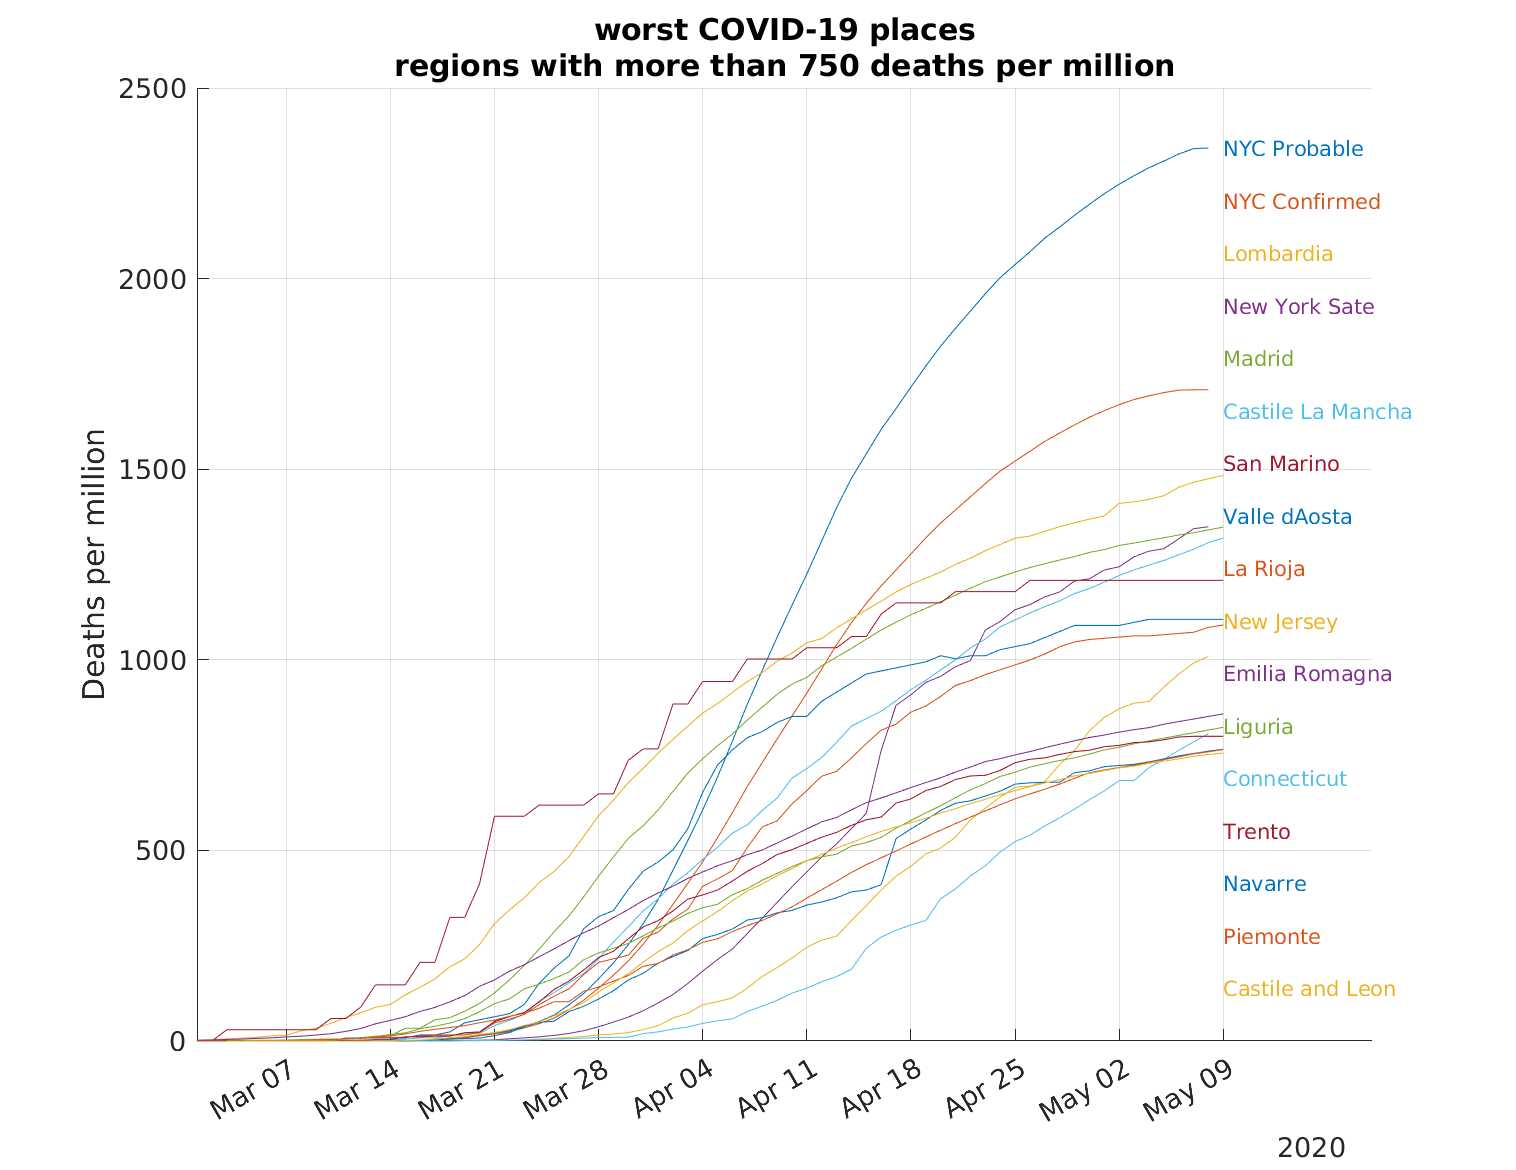 worst COVID-19 places
regions with more than 750 deaths per million
2500
2000
1500
1000
500
0
Deaths per million
NYC Probable
NYC Confirmed
Lombardia
New York Sate
Madrid
Castile La Mancha
San Marino
Valle dAosta
La Rioja
New Jersey
Emilia Romagna
Liguria
Connecticut
Trento
Navarre
Piemonte
Castile and Leon
Mar 07
Mar 14
Mar 21
Mar 28
Apr 04
Apr 11
Apr 18
Apr 25
May 02
May 09
2020